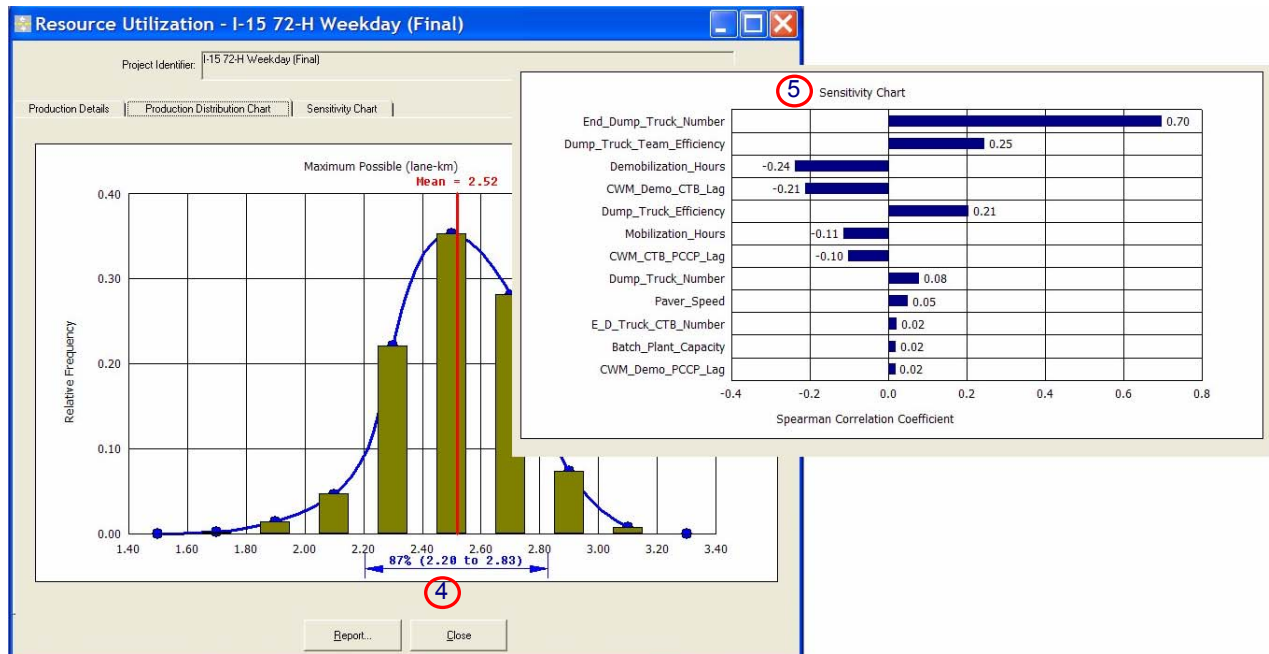 Resource Utilization - I-15 72-H Weekday (Final)
Project Identifier: I-15 72-H Weekday (Final)
Production Details Production Distribution Chart Sensitivity Chart
Maximum Possible (lane-km)
Mean = 2.52
Relative Frequency
0.40
0.30
0.20
0.10
0.00
1.40 1.60 1.80 2.00 2.20 2.40 2.60 2.80 3.00 3.20 3.40
87% (2.20 to 2.83)
4
Report... Close
5 Sensitivity Chart
End_Dump_Truck_Number 0.70
Dump_Truck_Team_Efficiency 0.25
Demobilization_Hours -0.24
CWM_Demo_CTB_Lag -0.21
Dump_Truck_Efficiency 0.21
Mobilization_Hours -0.11
CWM_CTB_PCCP_Lag -0.10
Dump_Truck_Number 0.08
Paver_Speed 0.05
E_D_Truck_CTB_Number 0.02
Batch_Plant_Capacity 0.02
CWM_Demo_PCCP_Lag 0.02
-0.4 -0.2 0.0 0.2 0.4 0.6 0.8
Spearman Correlation Coefficient